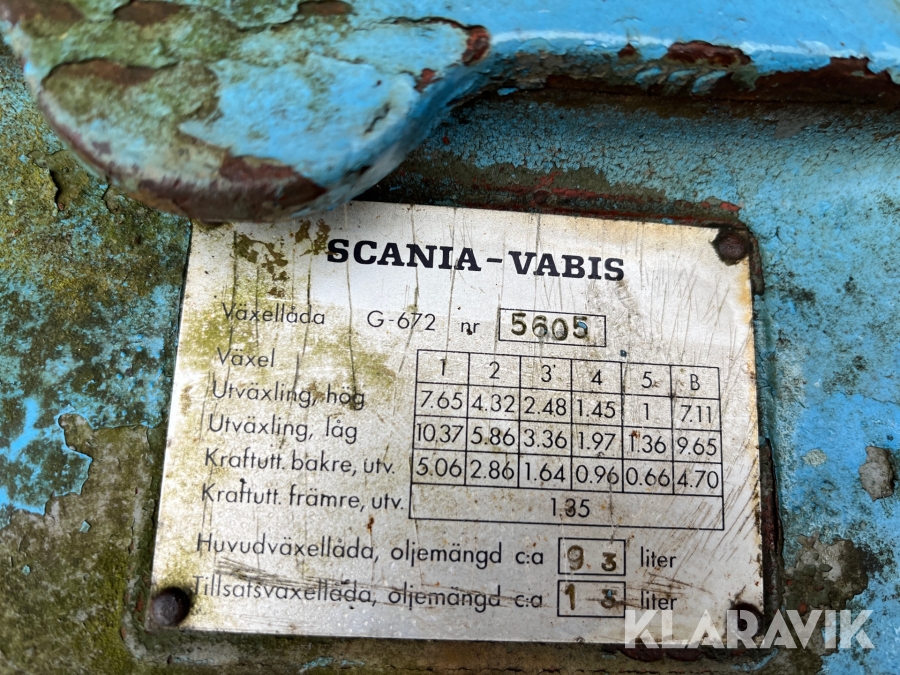 SCANIA-VABIS
Växellåda G-672 nr 5605
Växel 1 2 3 4 5 B
Utväxling, hög 7.65 4.32 2.48 1.45 1 7.11
Utväxling, låg 10.37 5.86 3.36 1.97 1.36 9.65
Kraftutt. bakre, utv. 5.06 2.86 1.64 0.96 0.66 4.70
Kraftutt. främre, utv. 1.35
Huvudväxellåda, oljemängd c:a 9.3 liter
Tillsatsväxellåda, oljemängd c:a 1.3 liter
KLARAVIK